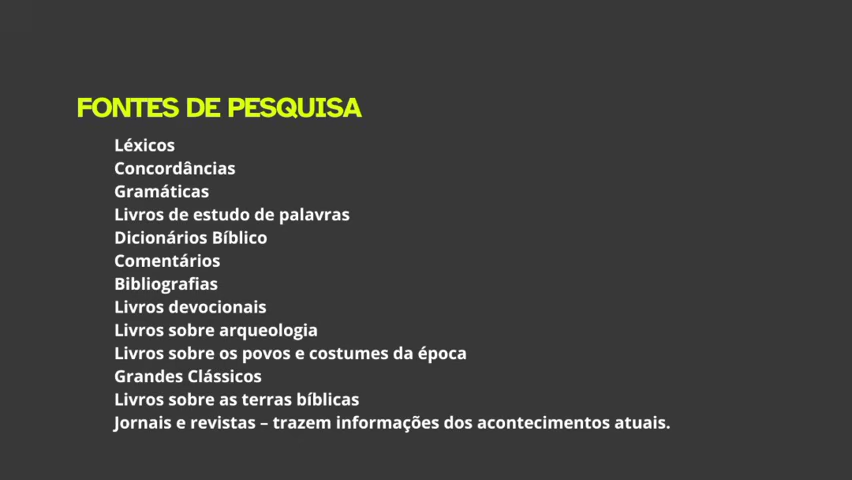 FONTES DE PESQUISA
Léxicos
Concordâncias
Gramáticas
Livros de estudo de palavras
Dicionários Bíblico
Comentários
Bibliografias
Livros devocionais
Livros sobre arqueologia
Livros sobre os povos e costumes da época
Grandes Clássicos
Livros sobre as terras bíblicas
Jornais e revistas – trazem informações dos acontecimentos atuais.